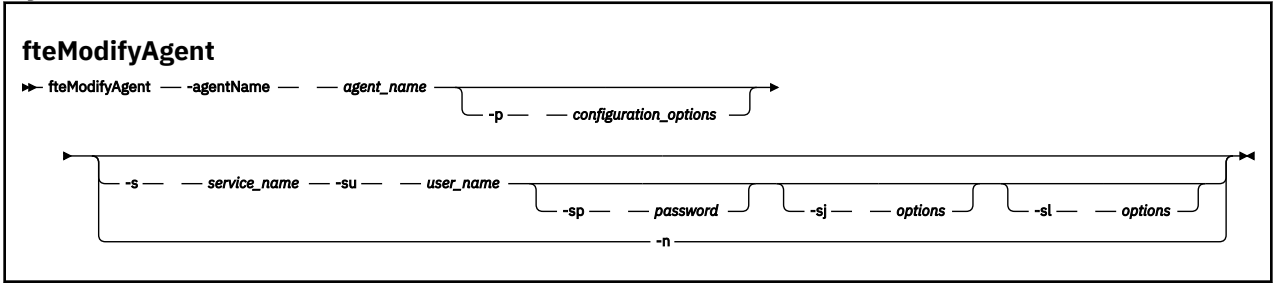 fteModifyAgent
fteModifyAgent -agentName agent_name
-p configuration_options
-s service_name -su user_name
-sp password -sj options -sl options
-n